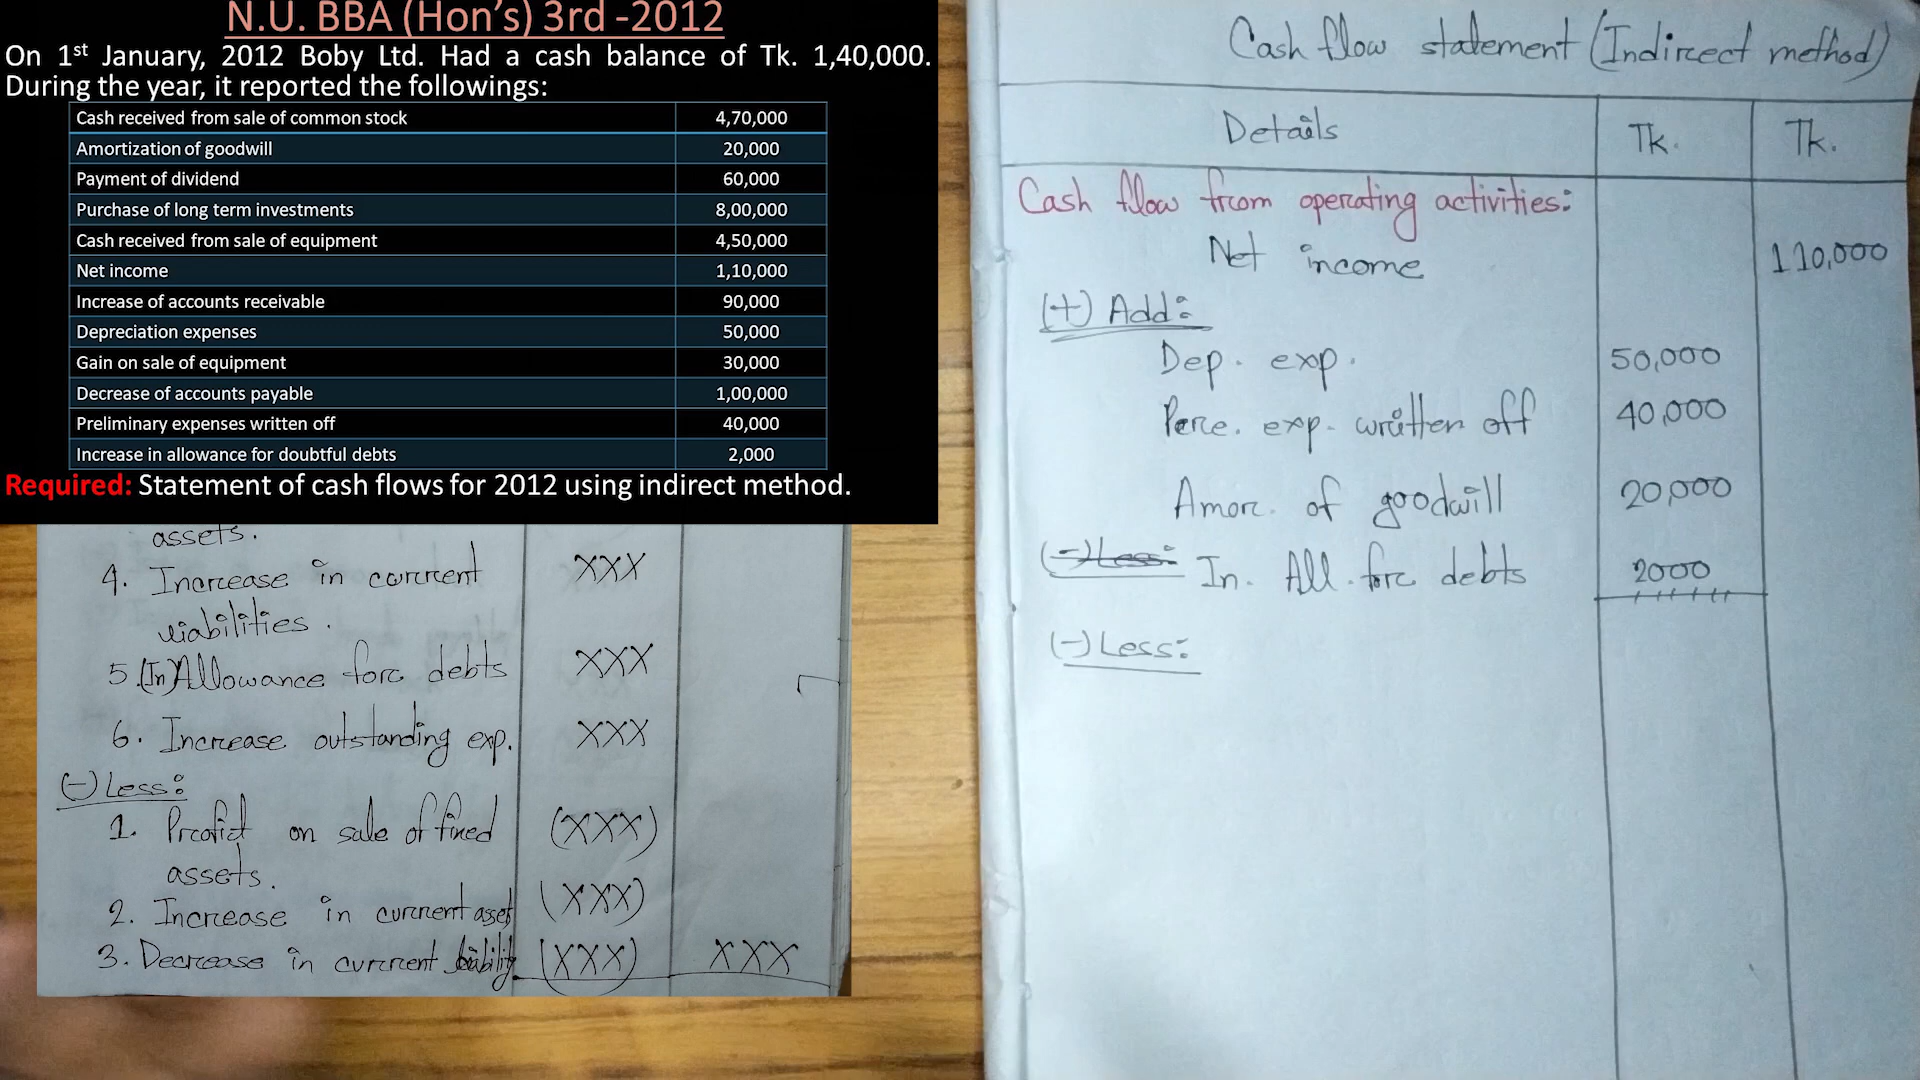 N.U. BBA (Hon's) 3rd -2012
On 1st January, 2012 Boby Ltd. Had a cash balance of Tk. 1,40,000.
During the year, it reported the followings:
Cash received from sale of common stock 4,70,000
Amortization of goodwill 20,000
Payment of dividend 60,000
Purchase of long term investments 8,00,000
Cash received from sale of equipment 4,50,000
Net income 1,10,000
Increase of accounts receivable 90,000
Depreciation expenses 50,000
Gain on sale of equipment 30,000
Decrease of accounts payable 1,00,000
Preliminary expenses written off 40,000
Increase in allowance for doubtful debts 2,000
Required: Statement of cash flows for 2012 using indirect method.
assets.
4. Increase in current XXX
liabilities.
5.(In)Allowance for debts XXX
6. Increase outstanding exp. XXX
(-) Less:
1. Profit on sale of fixed (XXX)
assets.
2. Increase in current asset (XXX)
3. Decrease in current liability (XXX) XXX
Cash flow statement (Indirect method)
Details Tk. Tk.
Cash flow from operating activities:
Net income 110,000
(+) Add:
Dep. exp. 50,000
Pere. exp. written off 40,000
Amor. of goodwill 20,000
(-) Less: In. All. for debts 2000
(-) Less: